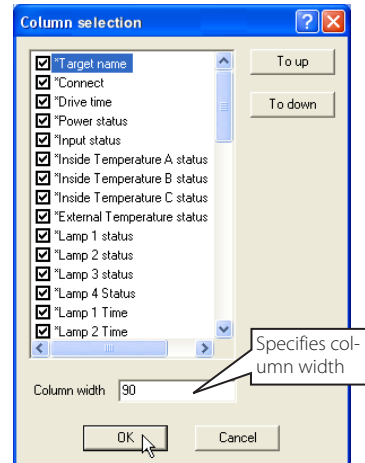 Column selection
*Target name
To up
*Connect
*Drive time
To down
*Power status
*Input status
*Inside Temperature A status
*Inside Temperature B status
*Inside Temperature C status
*External Temperature status
*Lamp 1 status
*Lamp 2 status
*Lamp 3 status
*Lamp 4 Status
*Lamp 1 Time
*Lamp 2 Time
Specifies col-
umn width
Column width 90
OK Cancel